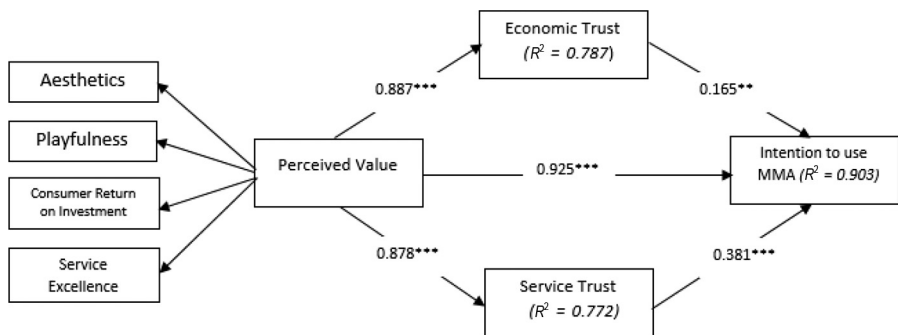 Economic Trust
(R² = 0.787)
Aesthetics
0.887***
0.165**
Playfulness
Perceived Value
Intention to use
MMA (R² = 0.903)
0.925***
Consumer Return
on Investment
0.878***
0.381***
Service
Excellence
Service Trust
(R² = 0.772)